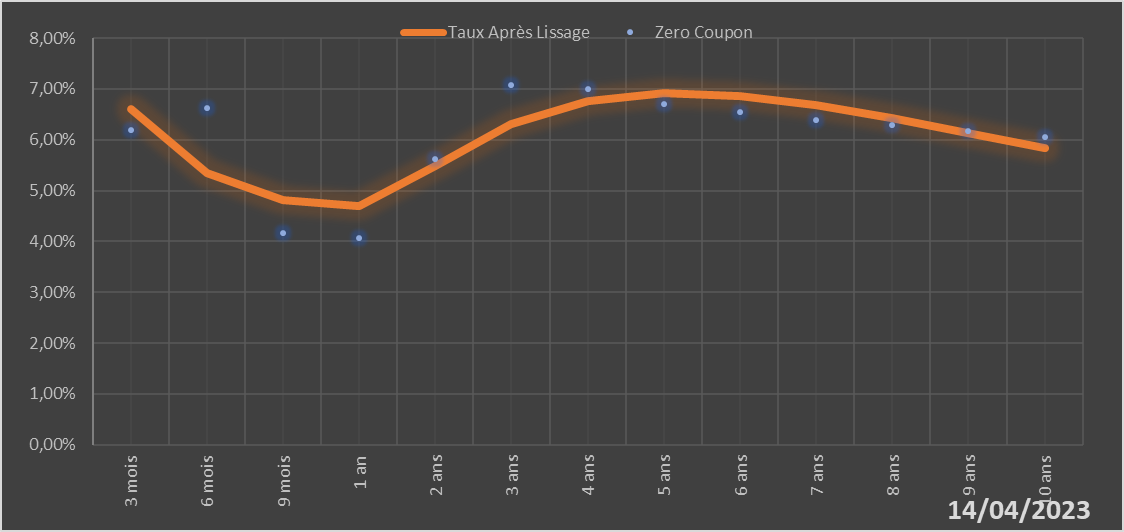 Taux Après Lissage
Zero Coupon
8,00%
7,00%
6,00%
5,00%
4,00%
3,00%
2,00%
1,00%
0,00%
3 mois
6 mois
9 mois
1 an
2 ans
3 ans
4 ans
5 ans
6 ans
7 ans
8 ans
9 ans
10 ans
14/04/2023